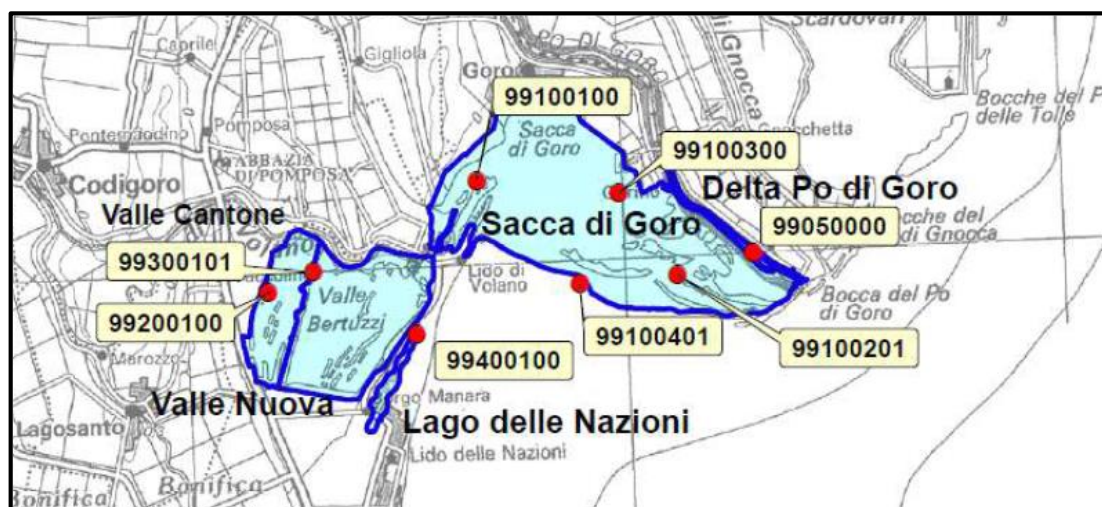 Caprile
Gigliola
PO DI GORO
Goro
di Gnocca
Scardovari
99100100
Bocche del P
delle Tolle
Pomposa
Sacca
di Goro
99100300
ABBAZIA
DI POMPOSA
Codigoro
Delta Po di Goro
Valle Cantone
Sacca di Goro
99050000
99300101
Lido di
Volano
Valle
Bertuzzi
Bocca del Po
di Goro
99200100
99100401
99100201
Marozzo
99400100
Valle Nuova
Lago delle Nazioni
Lagosanto
Lido delle Nazioni
Bonifica
Bonifica